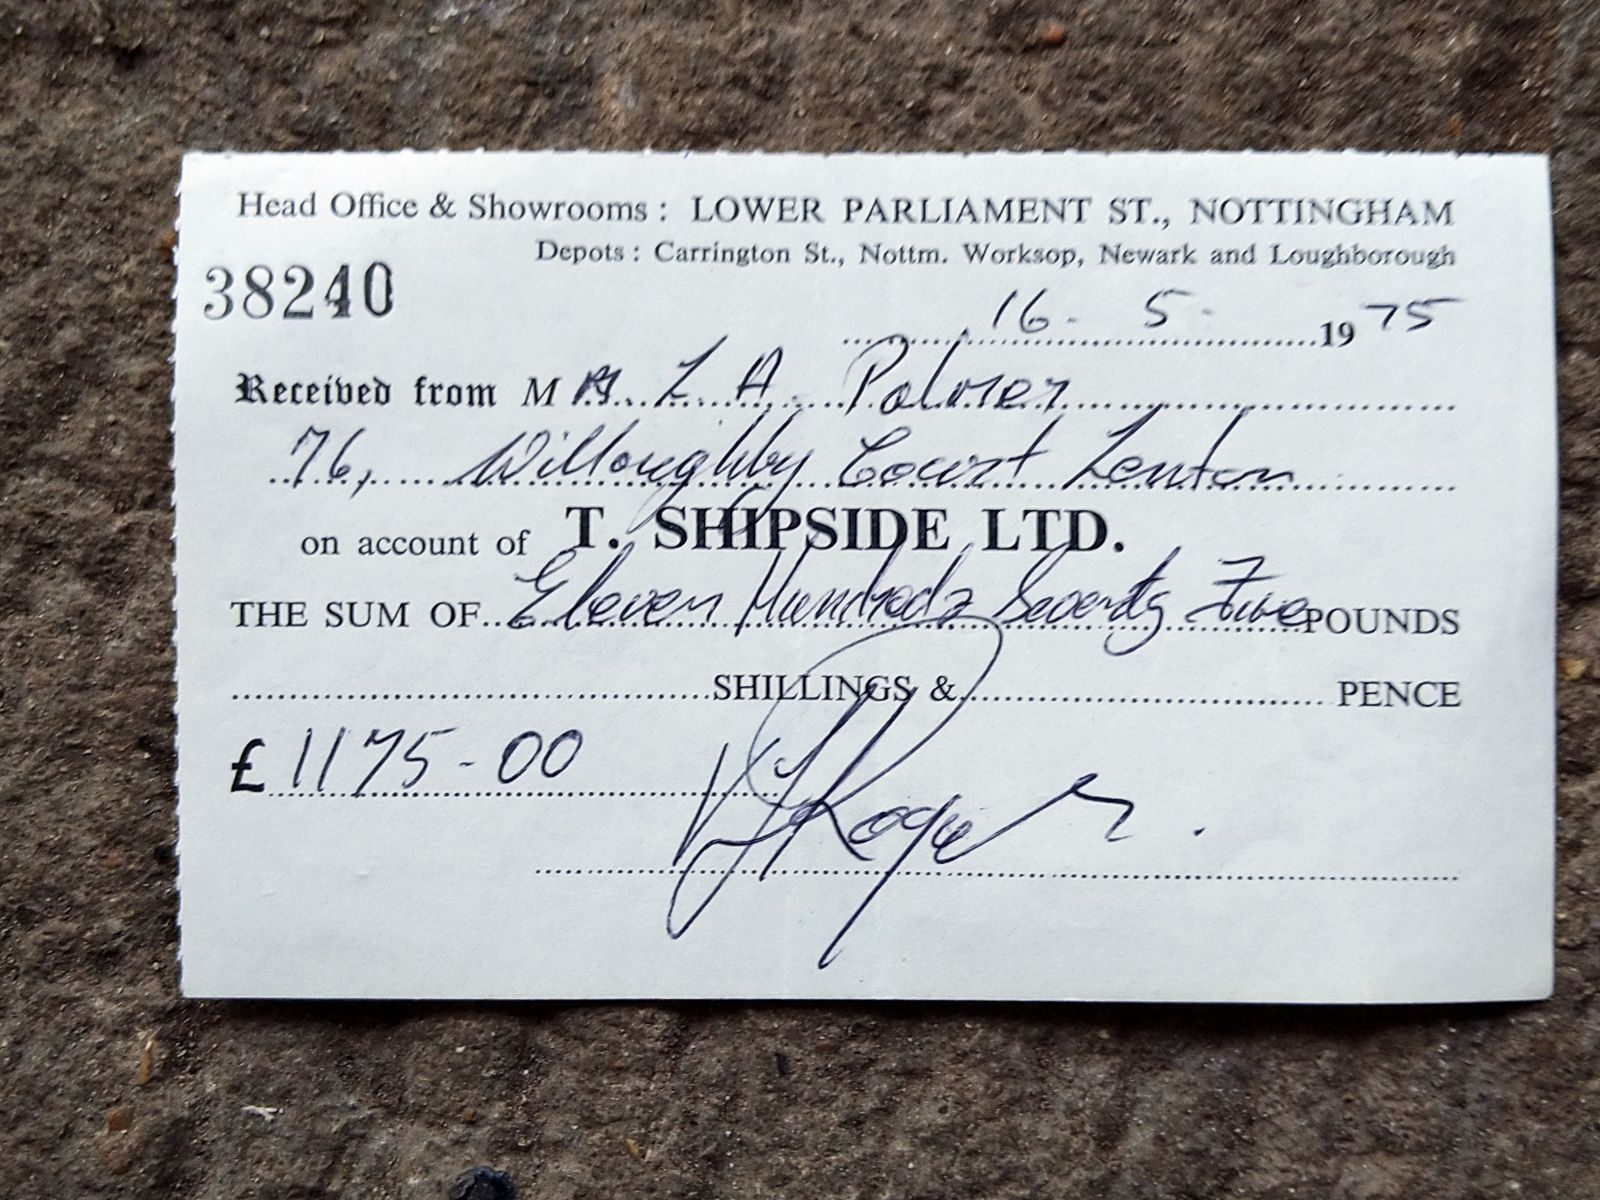 Head Office & Showrooms : LOWER PARLIAMENT ST., NOTTINGHAM
Depots : Carrington St., Nottm. Worksop, Newark and Loughborough
38240
16 - 5 - 1975
Received from MR L. A. Palmer
76, Willoughby Court Lenton
on account of T. SHIPSIDE LTD.
THE SUM OF Eleven Hundred & Seventy Five POUNDS
SHILLINGS & PENCE
£1175-00